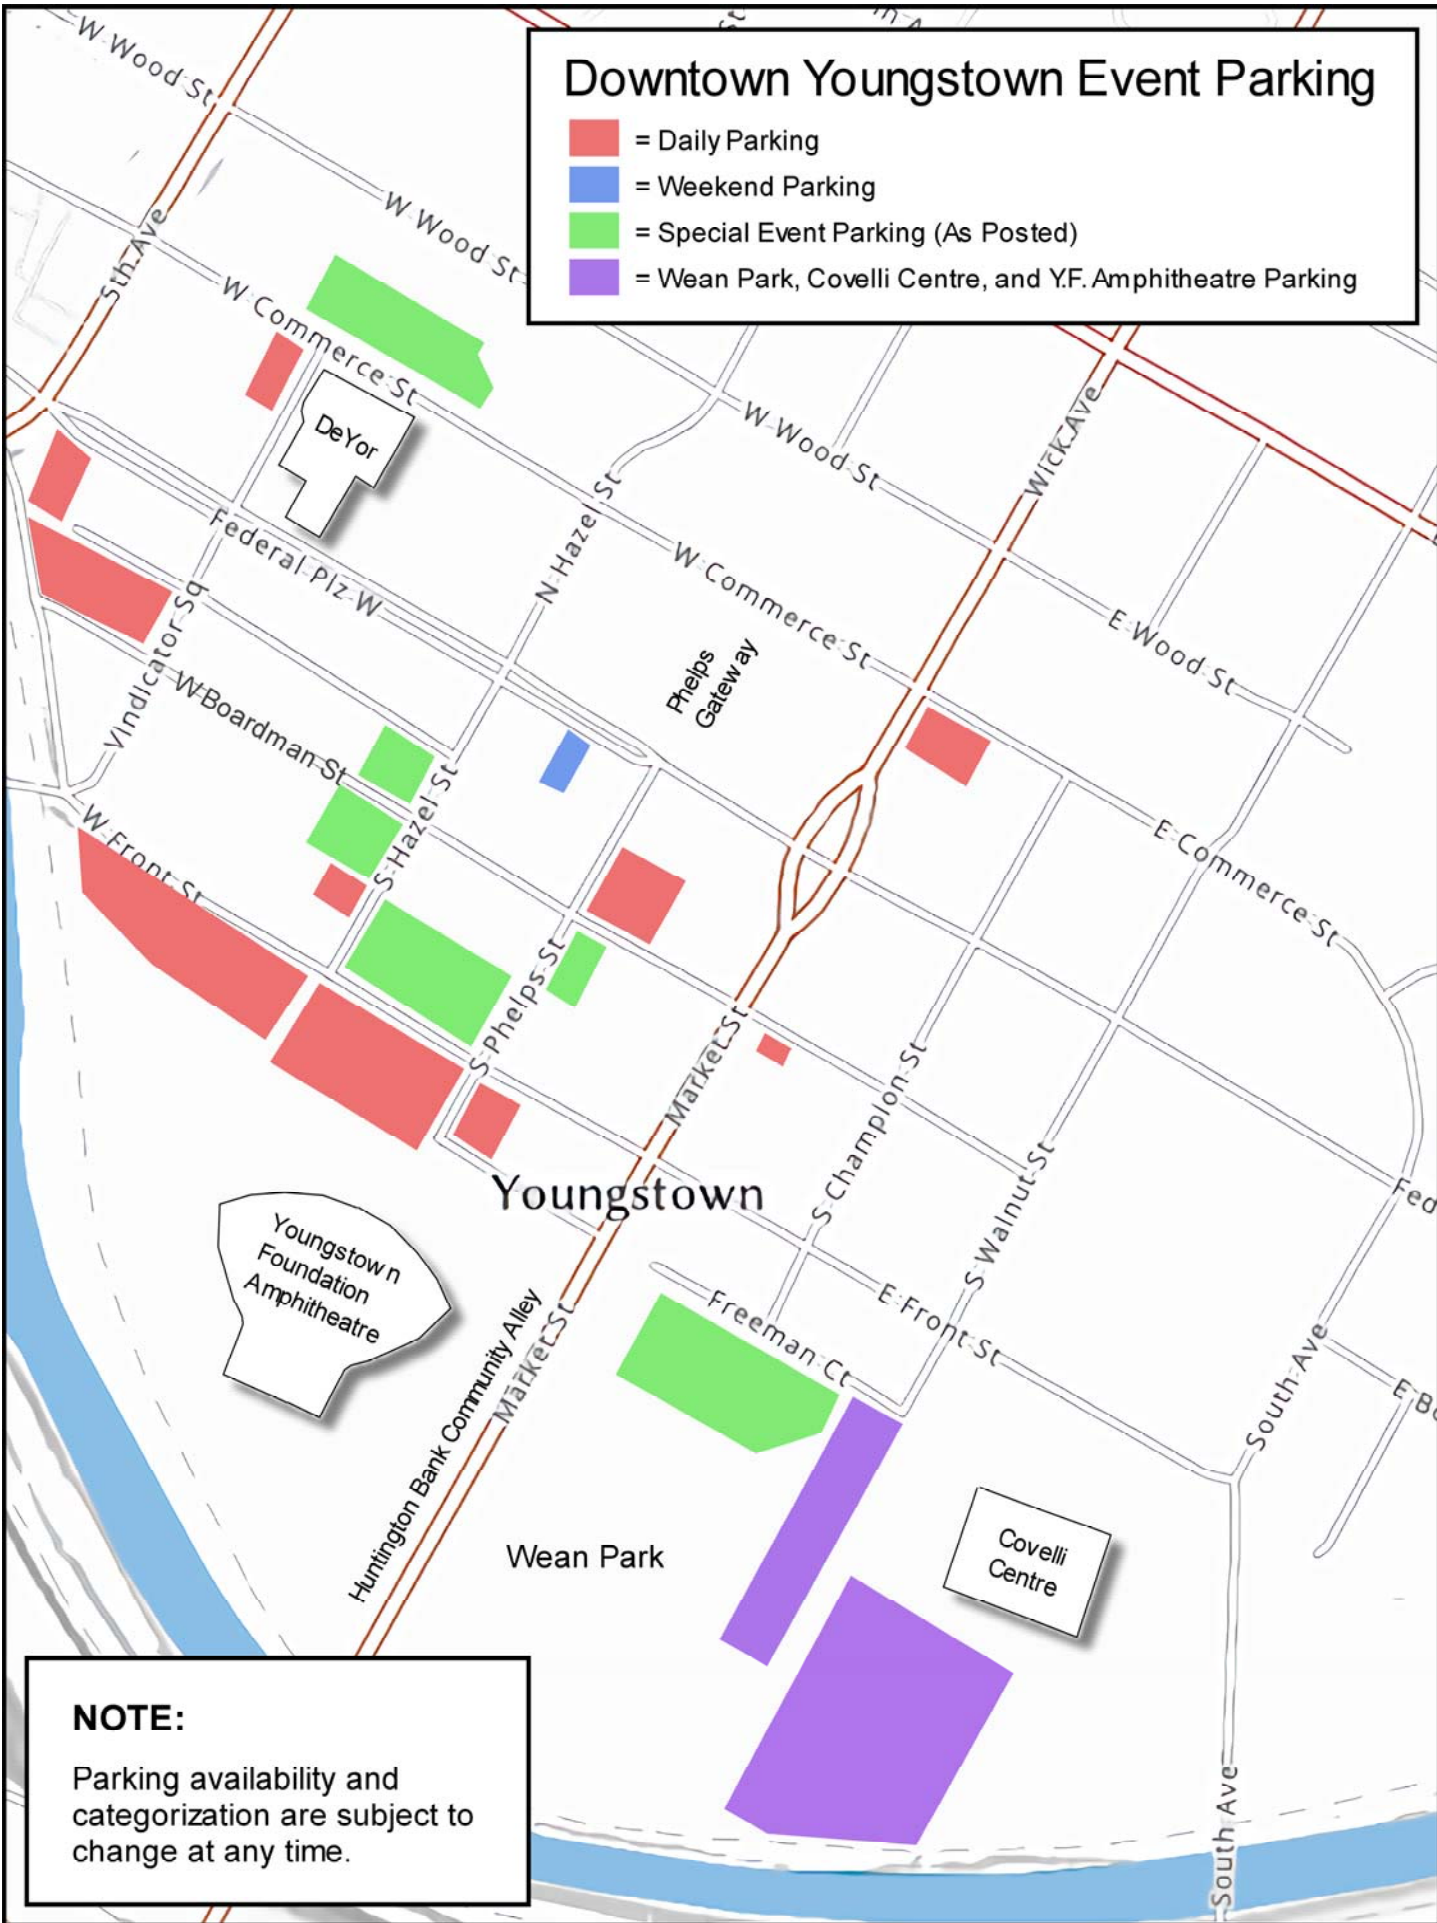 Downtown Youngstown Event Parking
= Daily Parking
= Weekend Parking
= Special Event Parking (As Posted)
= Wean Park, Covelli Centre, and Y.F. Amphitheatre Parking
W Wood St
W Wood St
5th Ave
W Commerce St
DeYor
W Wood St
Wick Ave
N Hazel St
Federal Plz W
W Commerce St
E Wood St
Phelps
Gateway
Vindicator Sq
W Boardman St
S Hazel St
W Front St
E Commerce St
S Phelps St
Market St
S Champion St
S Walnut St
Youngstown
Fed
Youngstown
Foundation
Amphitheatre
Freeman Ct
E Front St
South Ave
Huntington Bank Community Alley
Market St
Wean Park
Covelli
Centre
South Ave
NOTE:
Parking availability and
categorization are subject to
change at any time.